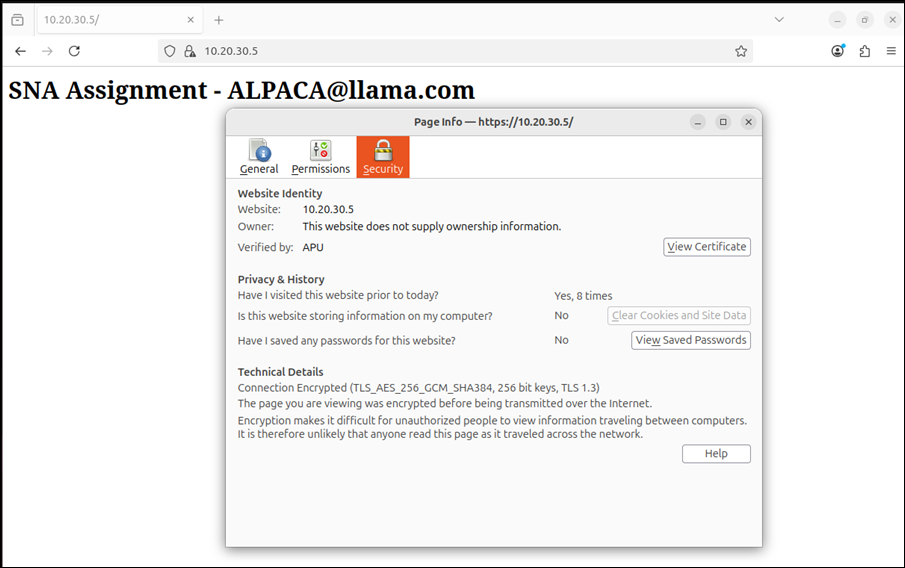 10.20.30.5/
10.20.30.5
SNA Assignment - ALPACA@llama.com
Page Info — https://10.20.30.5/
General Permissions Security
Website Identity
Website: 10.20.30.5
Owner: This website does not supply ownership information.
Verified by: APU View Certificate
Privacy & History
Have I visited this website prior to today? Yes, 8 times
Is this website storing information on my computer? No Clear Cookies and Site Data
Have I saved any passwords for this website? No View Saved Passwords
Technical Details
Connection Encrypted (TLS_AES_256_GCM_SHA384, 256 bit keys, TLS 1.3)
The page you are viewing was encrypted before being transmitted over the Internet.
Encryption makes it difficult for unauthorized people to view information traveling between computers.
It is therefore unlikely that anyone read this page as it traveled across the network.
Help